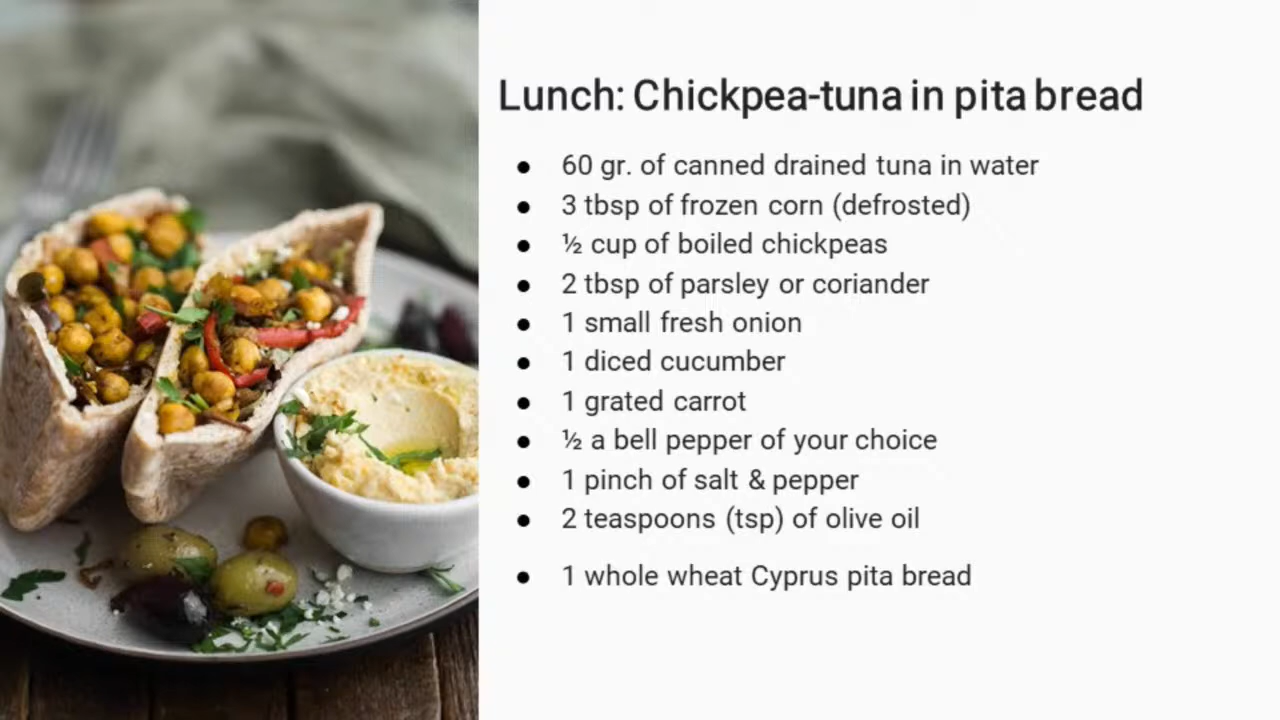 Lunch: Chickpea-tuna in pita bread
● 60 gr. of canned drained tuna in water
● 3 tbsp of frozen corn (defrosted)
● ½ cup of boiled chickpeas
● 2 tbsp of parsley or coriander
● 1 small fresh onion
● 1 diced cucumber
● 1 grated carrot
● ½ a bell pepper of your choice
● 1 pinch of salt & pepper
● 2 teaspoons (tsp) of olive oil
● 1 whole wheat Cyprus pita bread